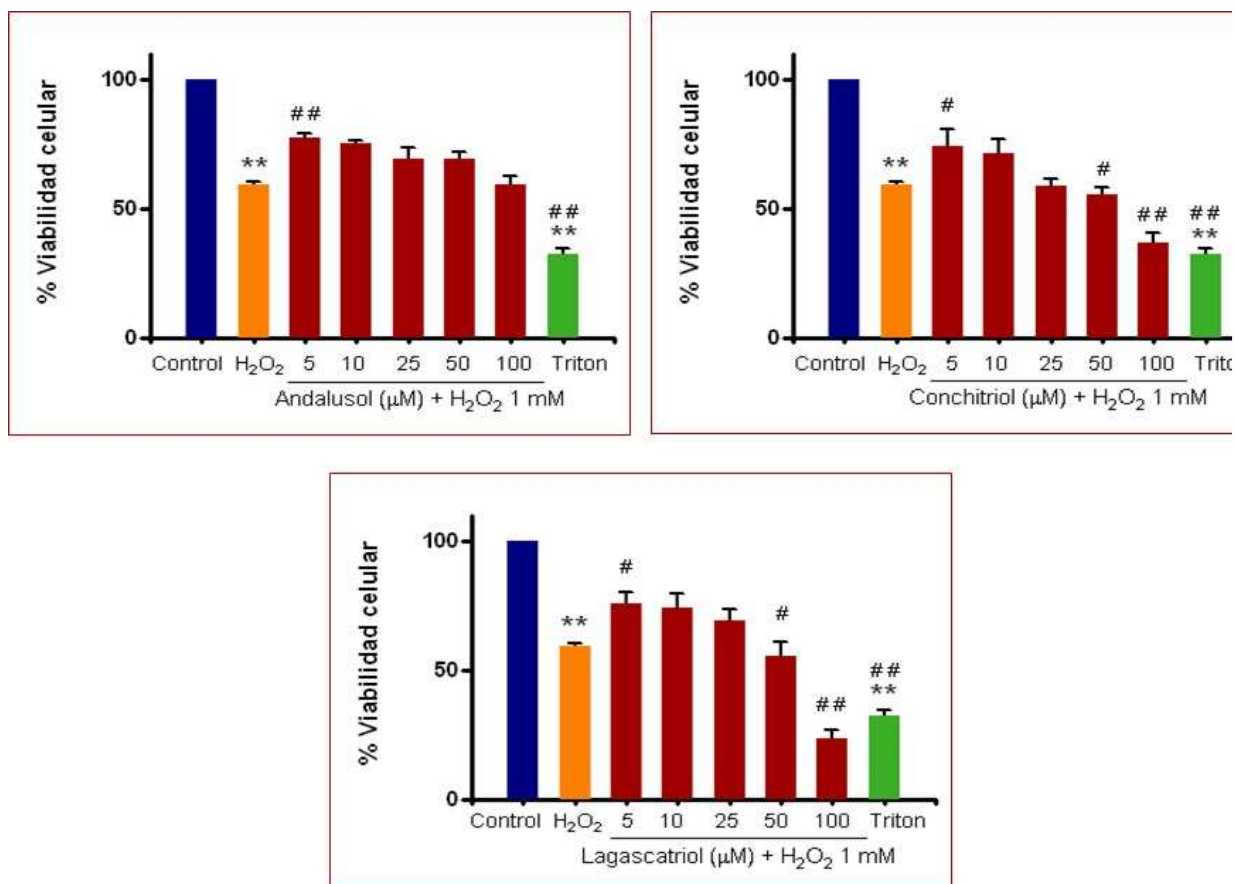 % Viabilidad celular
100
50
0
**
##
##
**
Control H₂O₂ 5 10 25 50 100 Triton
Andalusol (μM) + H₂O₂ 1 mM
% Viabilidad celular
100
50
0
**
#
#
##
##
**
Control H₂O₂ 5 10 25 50 100 Trito
Conchitriol (μM) + H₂O₂ 1 mM
% Viabilidad celular
100
50
0
**
#
#
##
##
**
Control H₂O₂ 5 10 25 50 100 Triton
Lagascatriol (μM) + H₂O₂ 1 mM